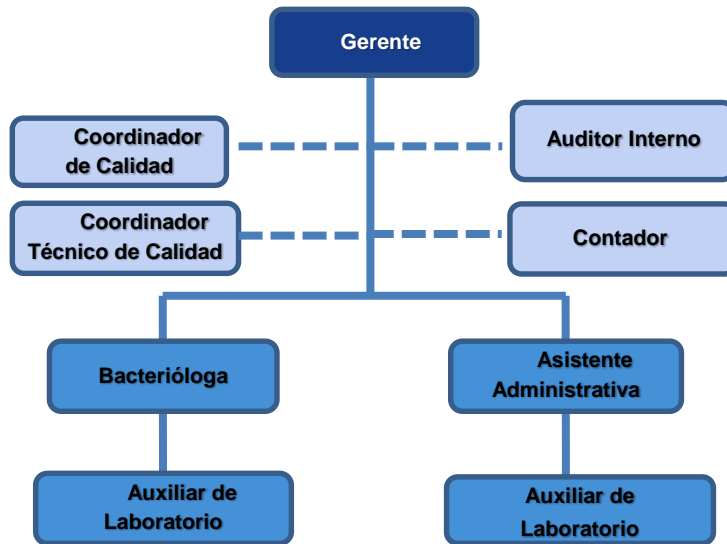 Gerente
Coordinador
de Calidad
Auditor Interno
Coordinador
Técnico de Calidad
Contador
Bacterióloga
Asistente
Administrativa
Auxiliar de
Laboratorio
Auxiliar de
Laboratorio